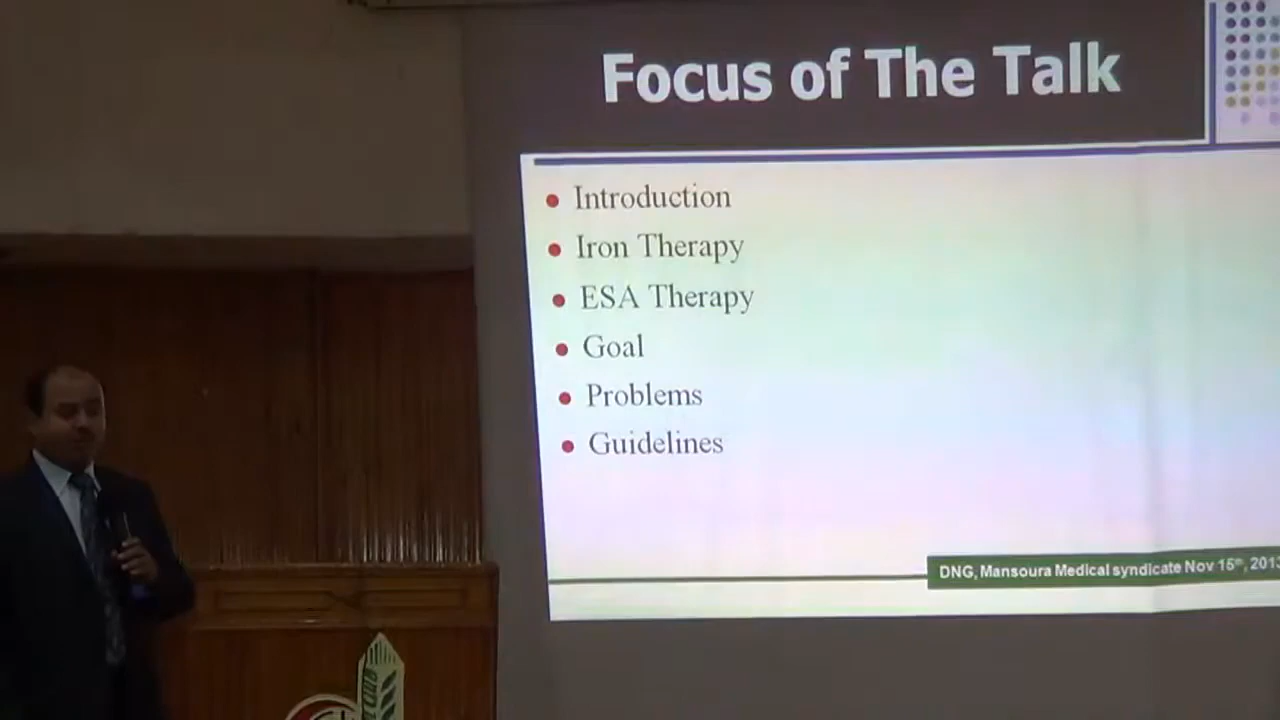 Focus of The Talk
Introduction
Iron Therapy
ESA Therapy
Goal
Problems
Guidelines
DNG, Mansoura Medical syndicate Nov 15th, 2013